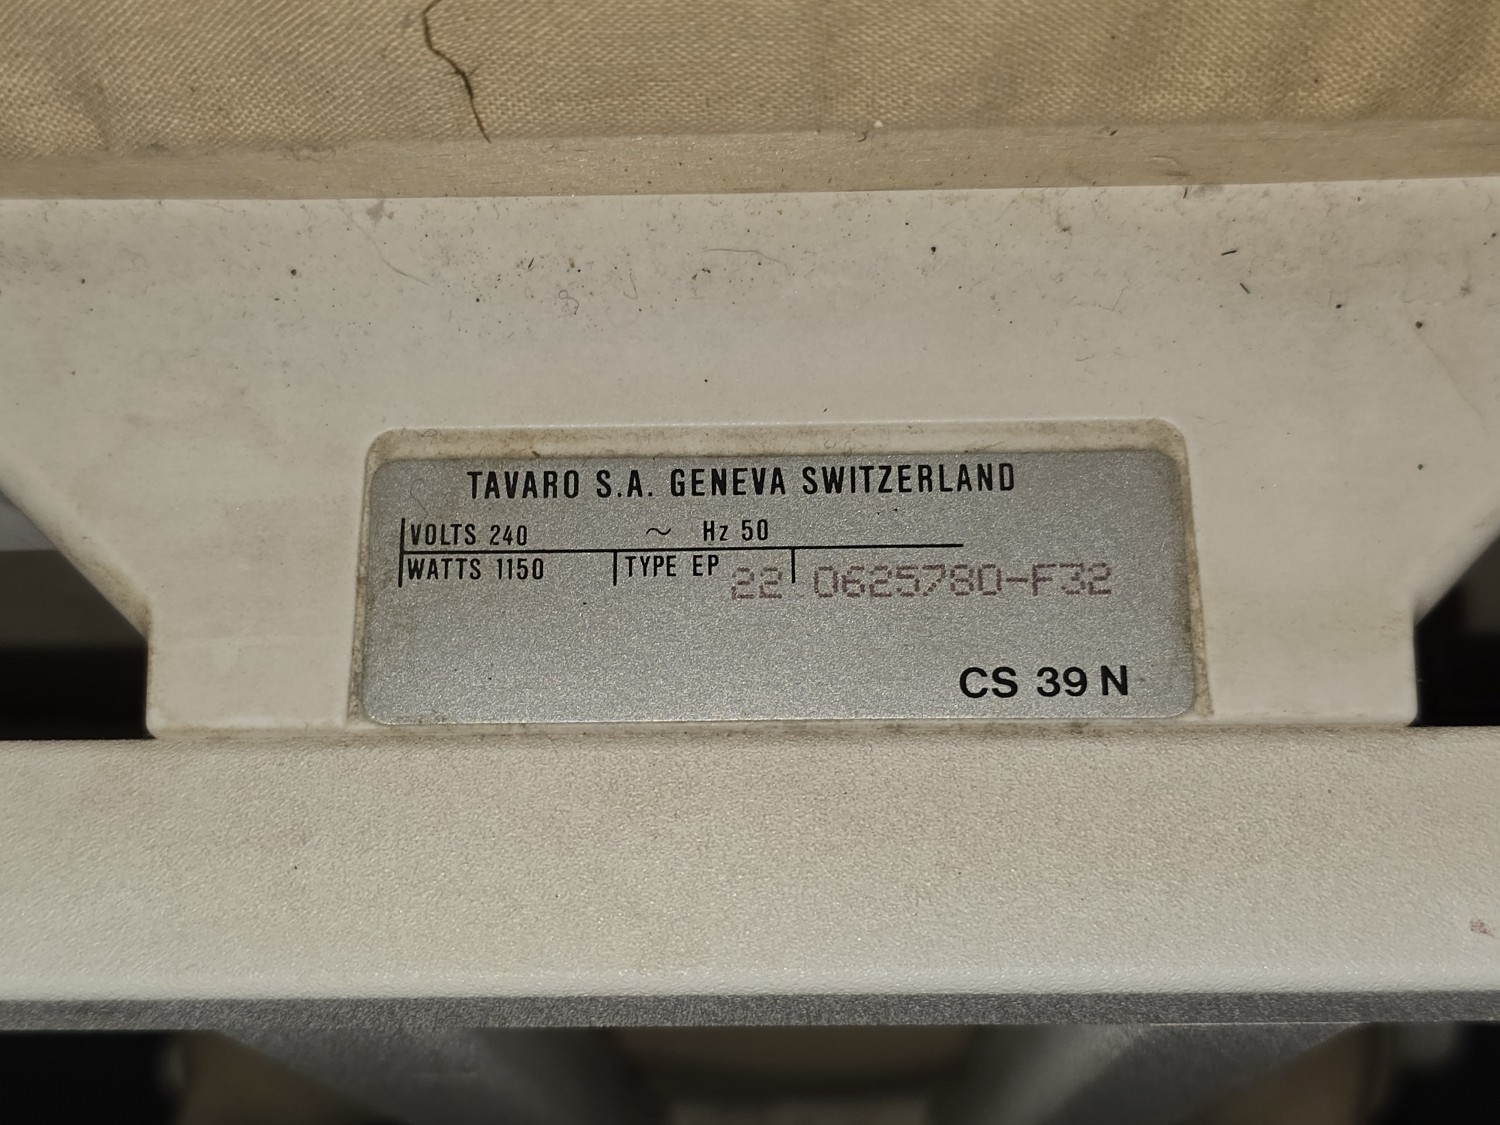 TAVARO S.A. GENEVA SWITZERLAND
VOLTS 240 ~ Hz 50
WATTS 1150 TYPE EP 22 0625780-F32
CS 39 N